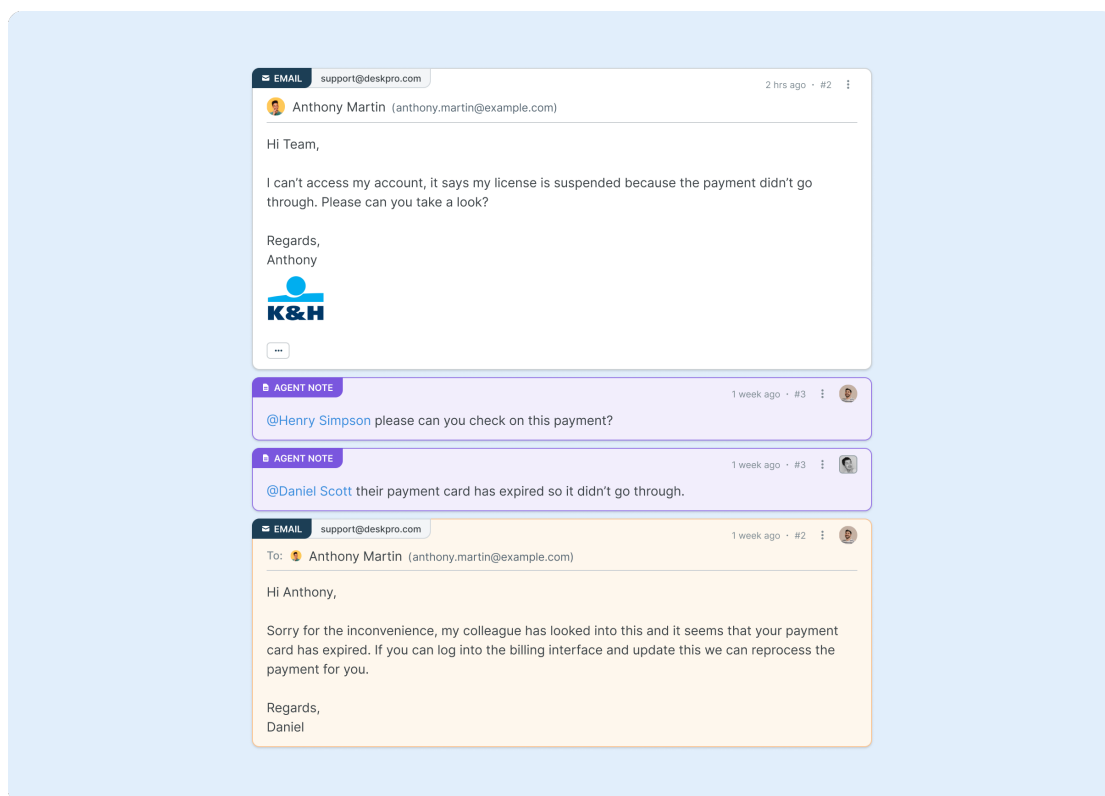 EMAIL support@deskpro.com
2 hrs ago · #2
Anthony Martin (anthony.martin@example.com)
Hi Team,
I can’t access my account, it says my license is suspended because the payment didn’t go
through. Please can you take a look?
Regards,
Anthony
K&H
AGENT NOTE
1 week ago · #3
@Henry Simpson please can you check on this payment?
AGENT NOTE
1 week ago · #3
@Daniel Scott their payment card has expired so it didn’t go through.
EMAIL support@deskpro.com
1 week ago · #2
To: Anthony Martin (anthony.martin@example.com)
Hi Anthony,
Sorry for the inconvenience, my colleague has looked into this and it seems that your payment
card has expired. If you can log into the billing interface and update this we can reprocess the
payment for you.
Regards,
Daniel